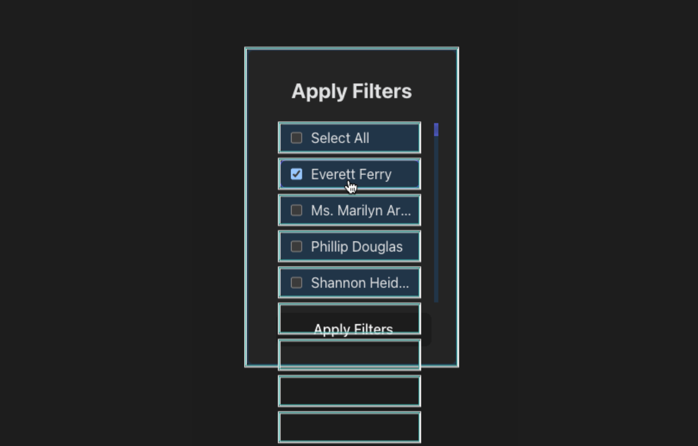 Apply Filters
Select All
Everett Ferry
Ms. Marilyn Ar...
Phillip Douglas
Shannon Heid...
Apply Filters